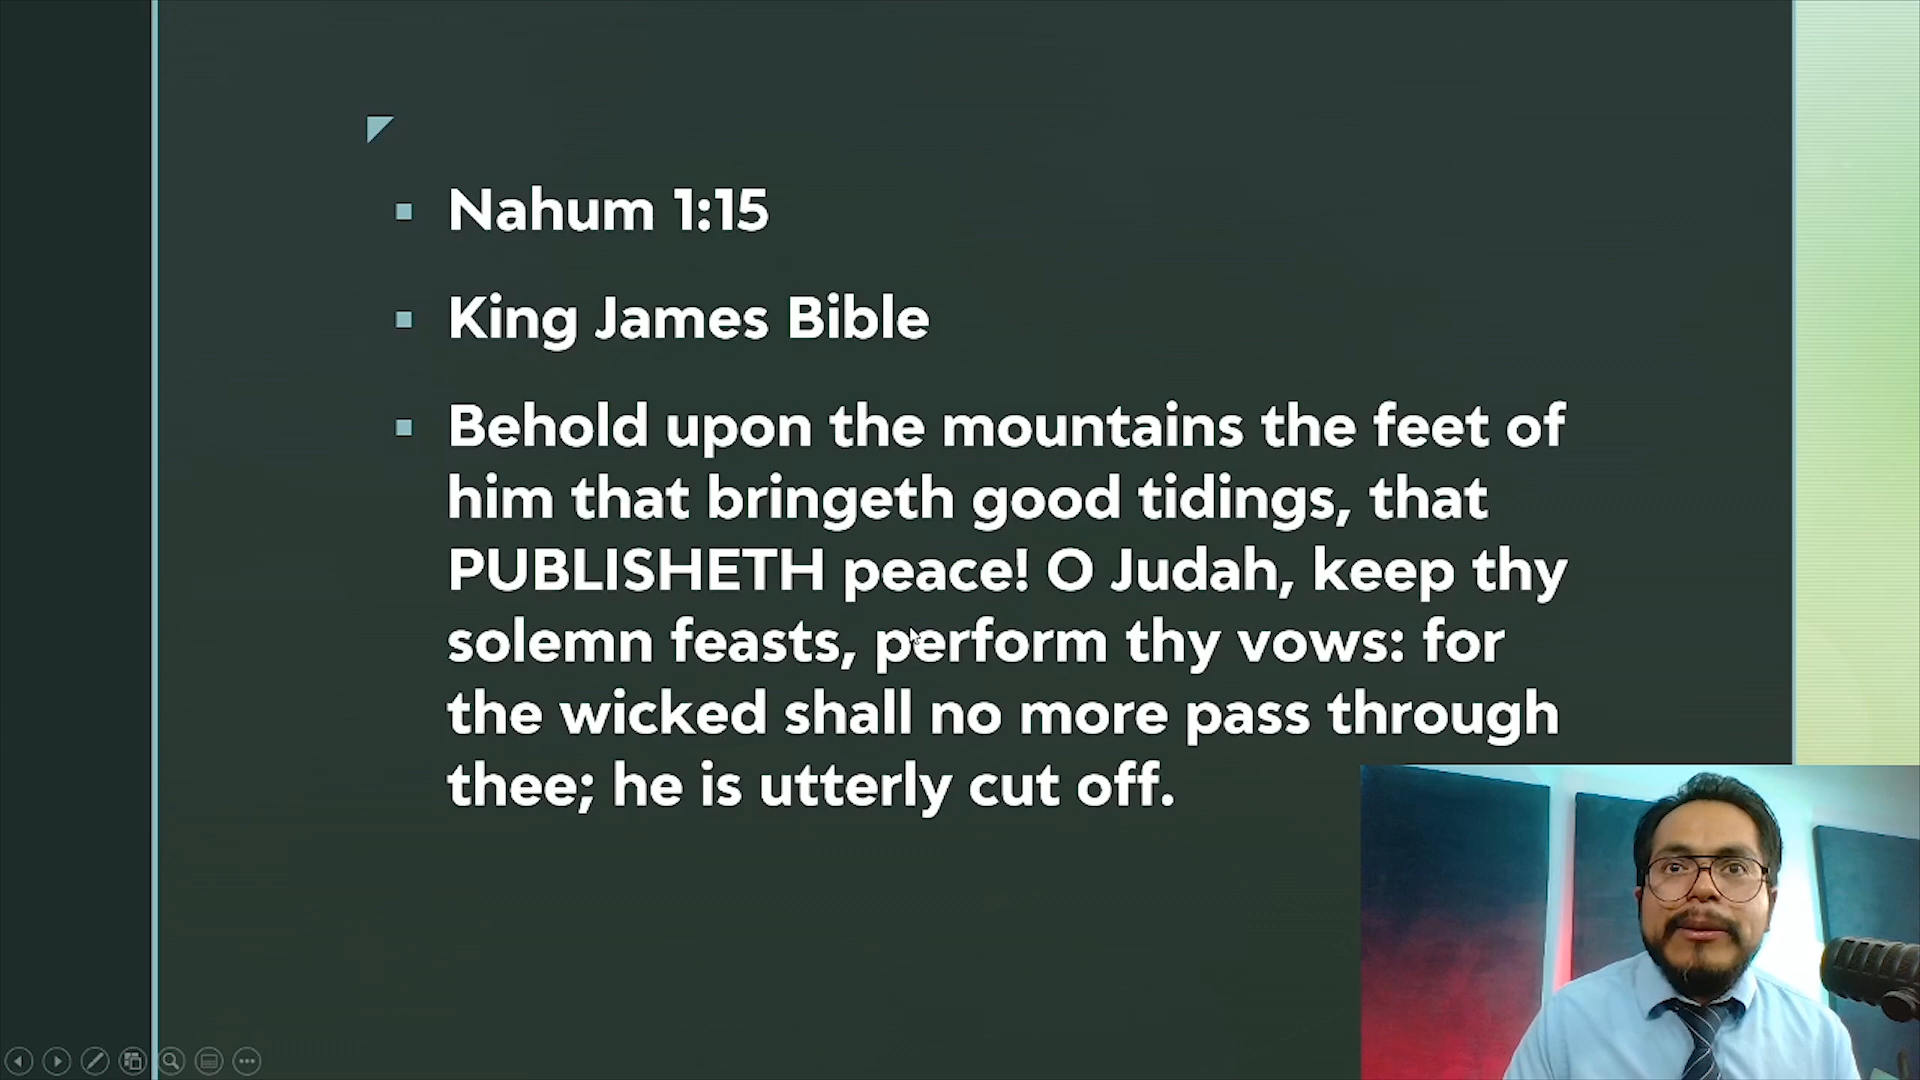 Nahum 1:15
King James Bible
Behold upon the mountains the feet of
him that bringeth good tidings, that
PUBLISHETH peace! O Judah, keep thy
solemn feasts, perform thy vows: for
the wicked shall no more pass through
thee; he is utterly cut off.